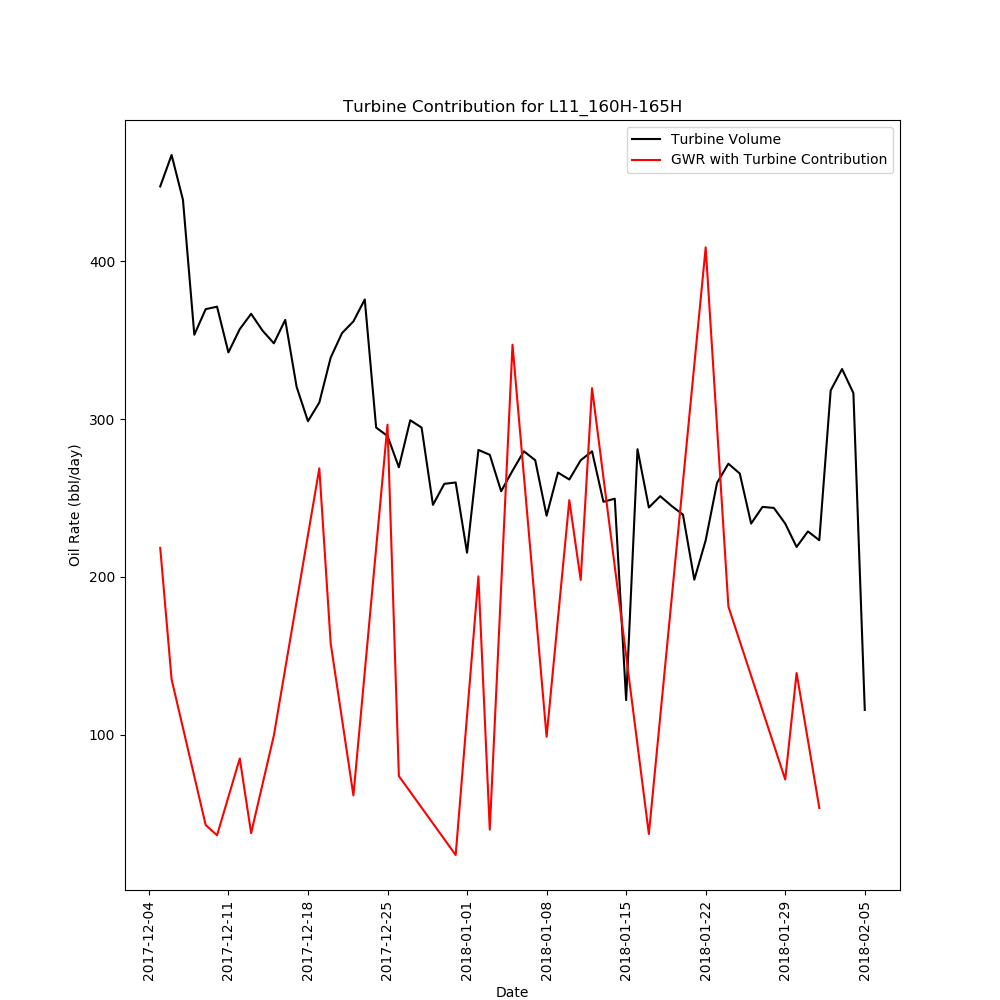 Turbine Contribution for L11_160H-165H
Turbine Volume
GWR with Turbine Contribution
Oil Rate (bbl/day)
400
300
200
100
2017-12-04
2017-12-11
2017-12-18
2017-12-25
2018-01-01
2018-01-08
2018-01-15
2018-01-22
2018-01-29
2018-02-05
Date